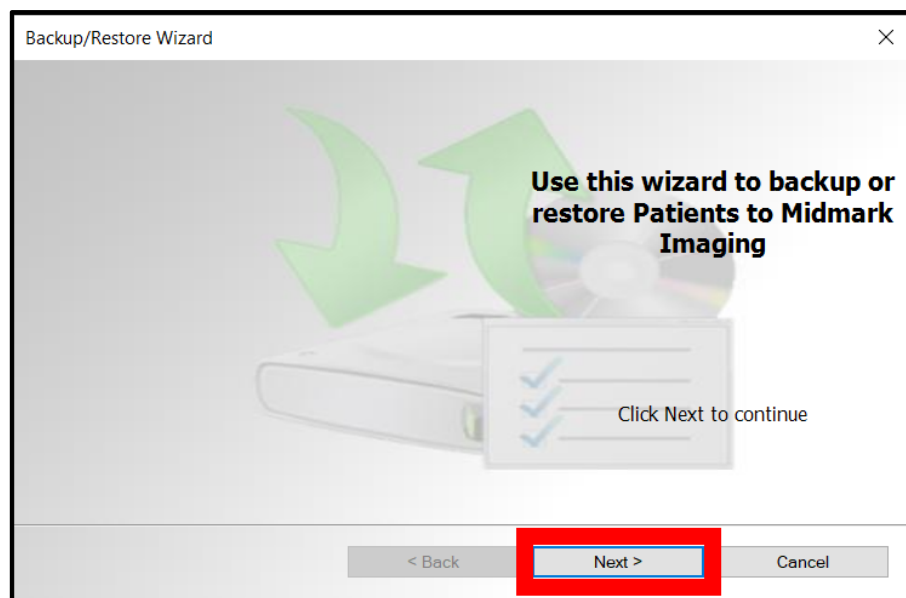 Backup/Restore Wizard
Use this wizard to backup or
restore Patients to Midmark
Imaging
Click Next to continue
< Back
Next >
Cancel